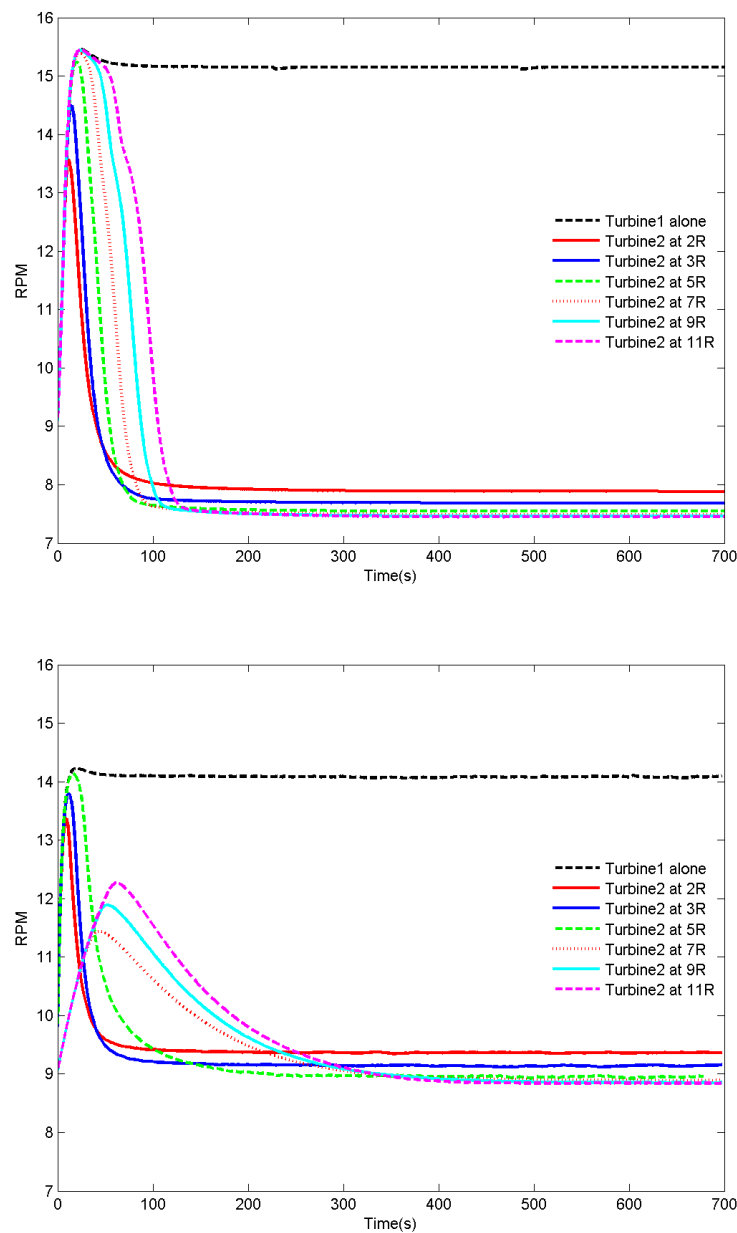 16
15
14
13
12
11
10
9
8
7
RPM
0
100
200
300
400
500
600
700
Time(s)
Turbine1 alone
Turbine2 at 2R
Turbine2 at 3R
Turbine2 at 5R
Turbine2 at 7R
Turbine2 at 9R
Turbine2 at 11R
16
15
14
13
12
11
10
9
8
7
RPM
0
100
200
300
400
500
600
700
Time(s)
Turbine1 alone
Turbine2 at 2R
Turbine2 at 3R
Turbine2 at 5R
Turbine2 at 7R
Turbine2 at 9R
Turbine2 at 11R